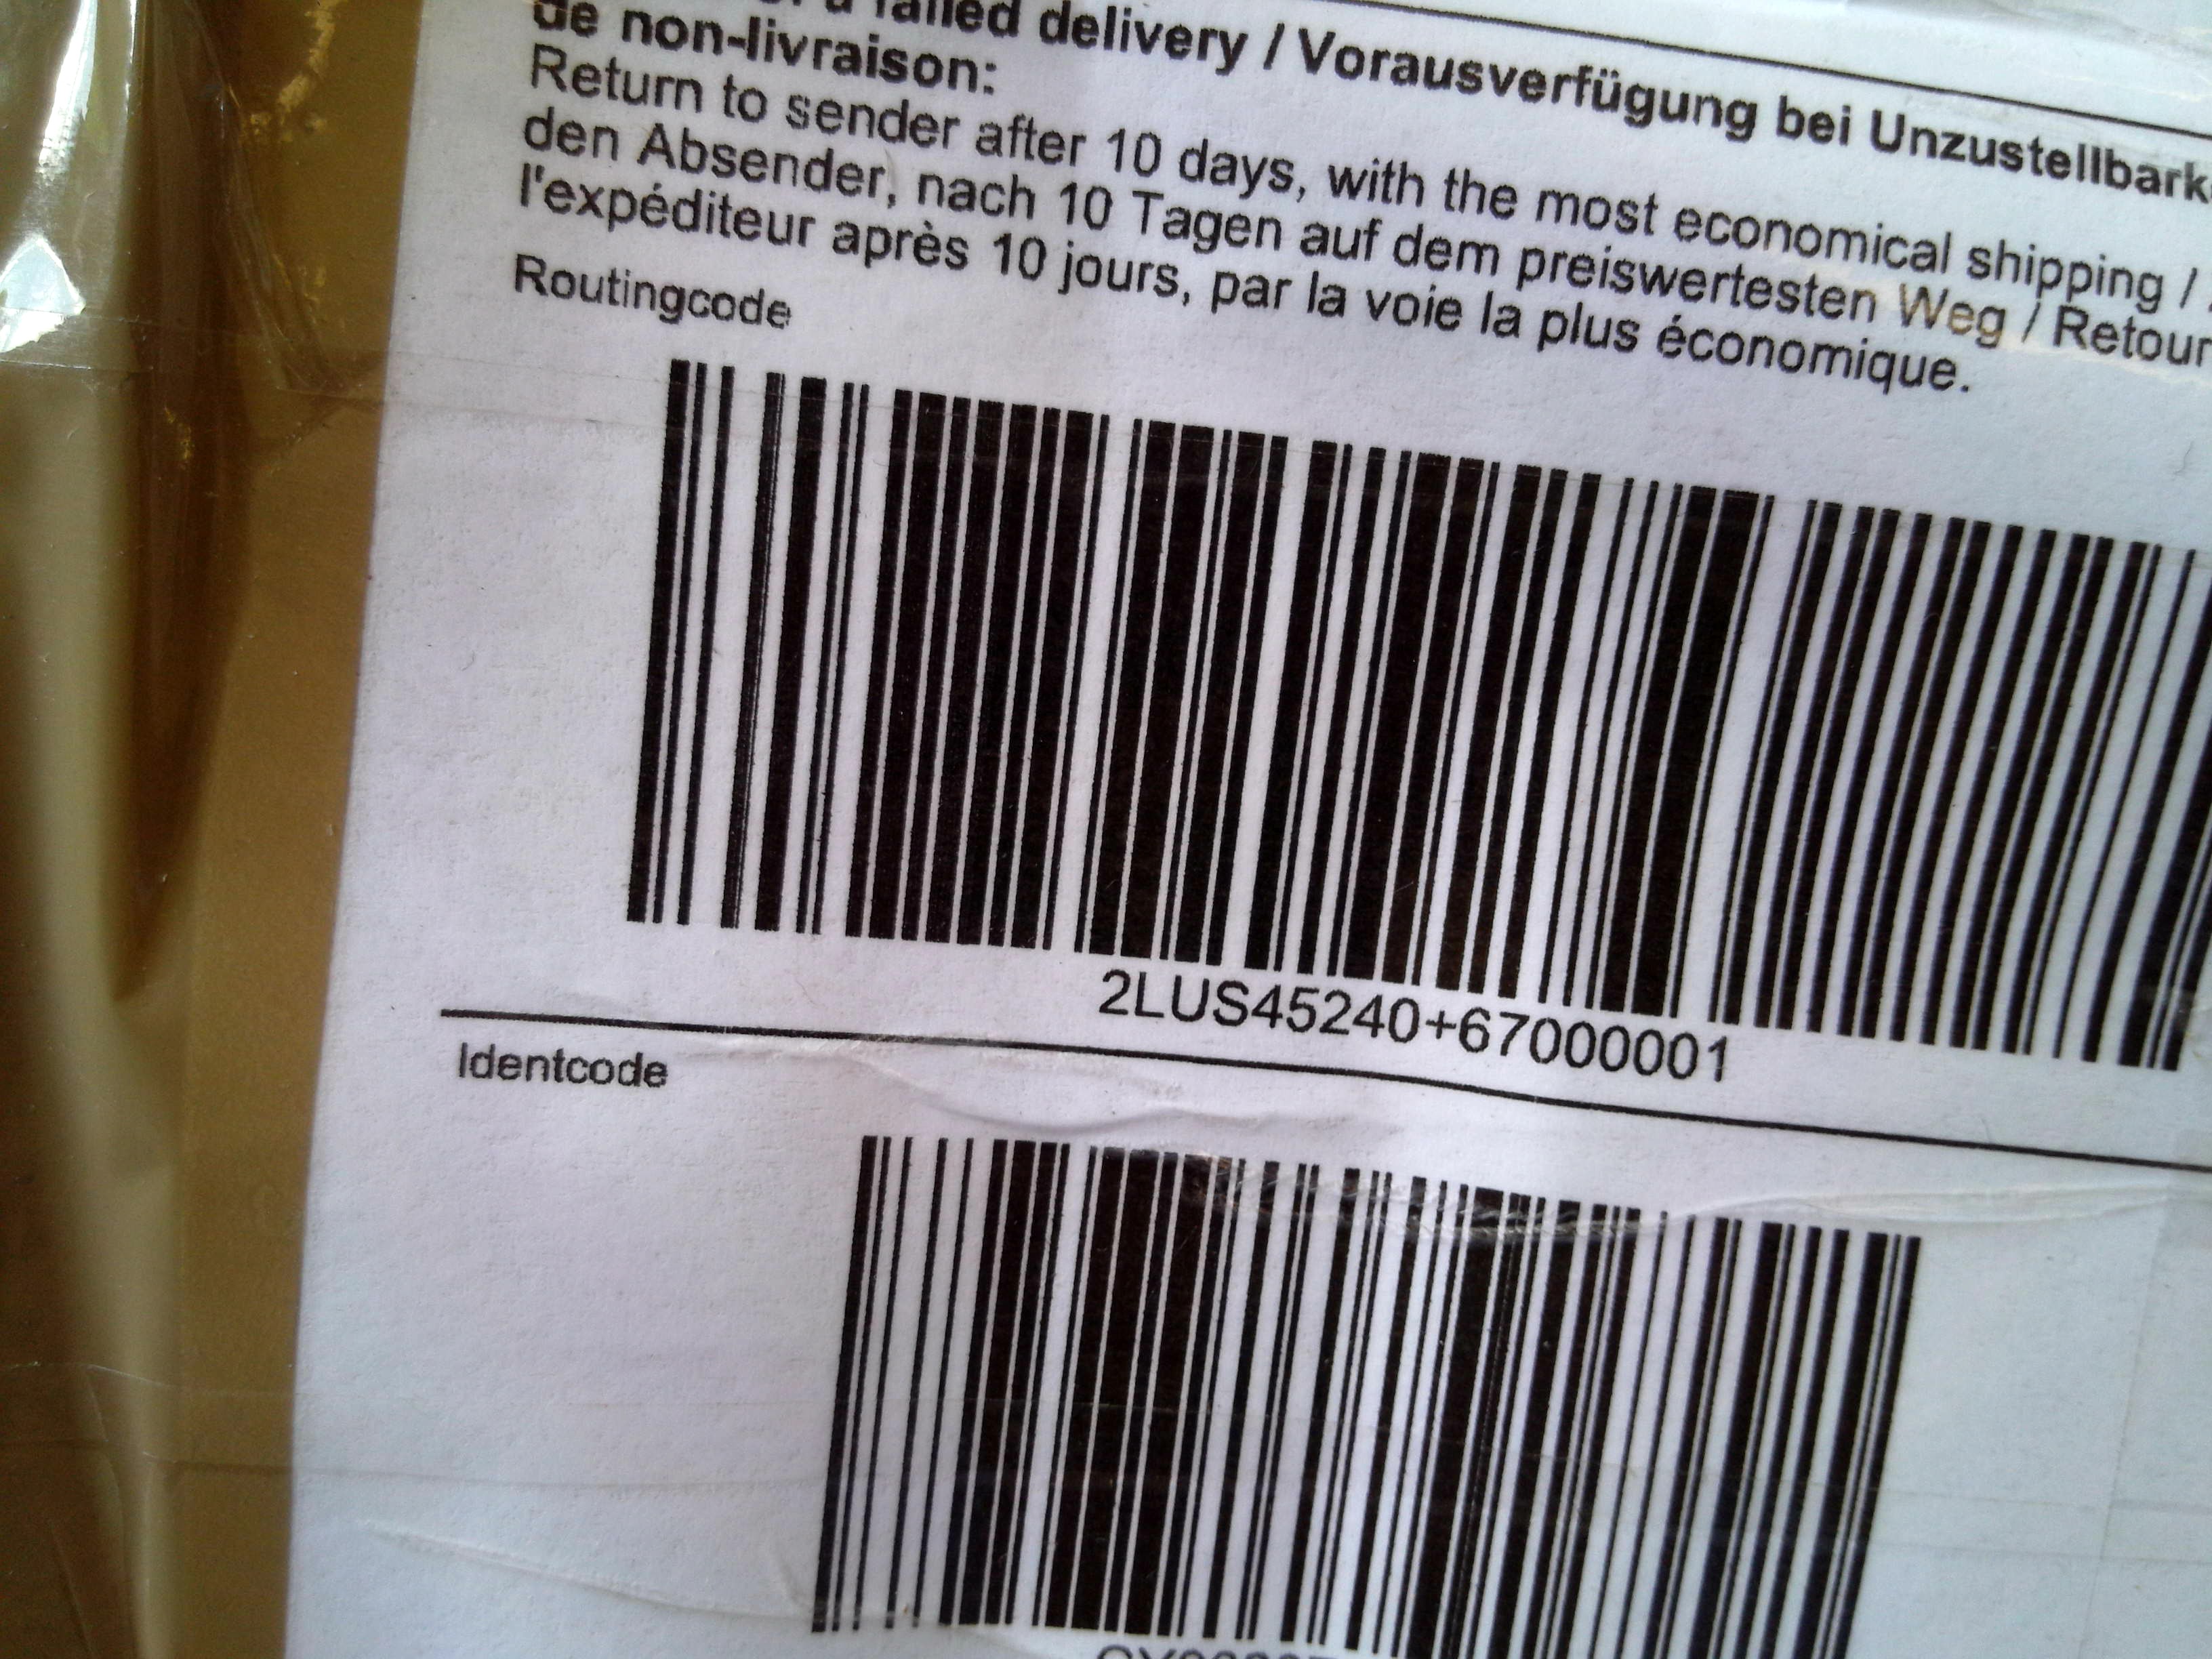 failed delivery / Vorausverfügung bei
de non-livraison:
Return to sender after 10 days, with the most economical shipping /
den Absender, nach 10 Tagen auf dem preiswertesten Weg / Retour
l'expéditeur après 10 jours, par la voie la plus économique.
Routingcode
2LUS45240+67000001
Identcode